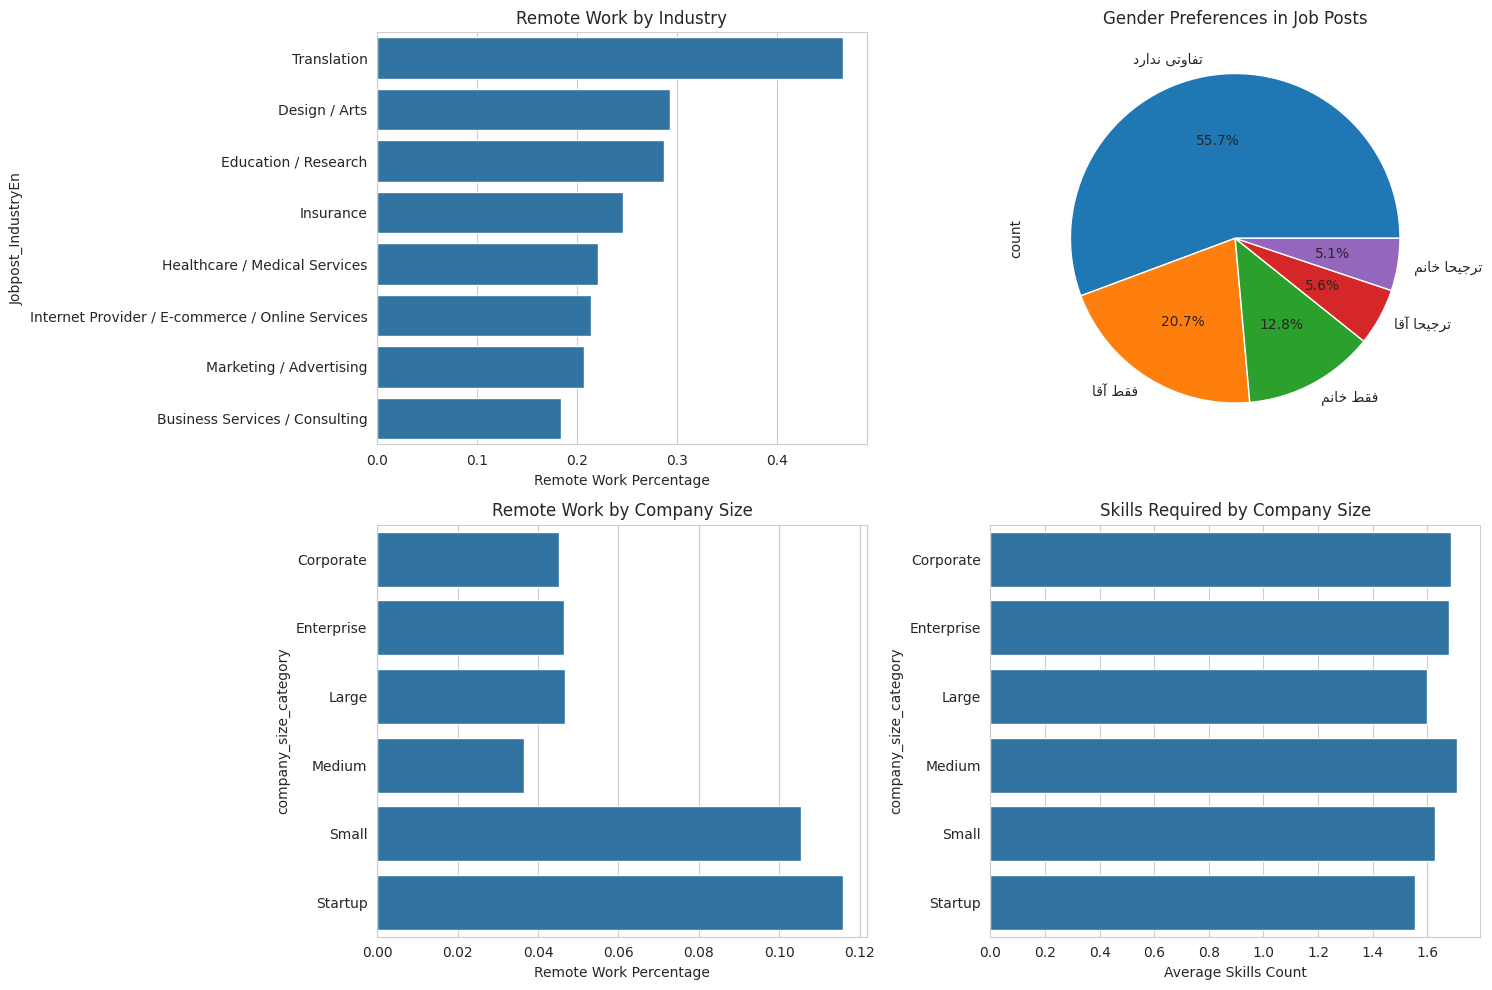 Remote Work by Industry
Jobpost_IndustryEn
Translation
Design / Arts
Education / Research
Insurance
Healthcare / Medical Services
Internet Provider / E-commerce / Online Services
Marketing / Advertising
Business Services / Consulting
0.0 0.1 0.2 0.3 0.4
Remote Work Percentage
Gender Preferences in Job Posts
count
تفاوتی ندارد
55.7%
فقط آقا
20.7%
فقط خانم
12.8%
ترجیحا آقا
5.6%
ترجیحا خانم
5.1%
Remote Work by Company Size
company_size_category
Corporate
Enterprise
Large
Medium
Small
Startup
0.00 0.02 0.04 0.06 0.08 0.10 0.12
Remote Work Percentage
Skills Required by Company Size
company_size_category
Corporate
Enterprise
Large
Medium
Small
Startup
0.0 0.2 0.4 0.6 0.8 1.0 1.2 1.4 1.6
Average Skills Count